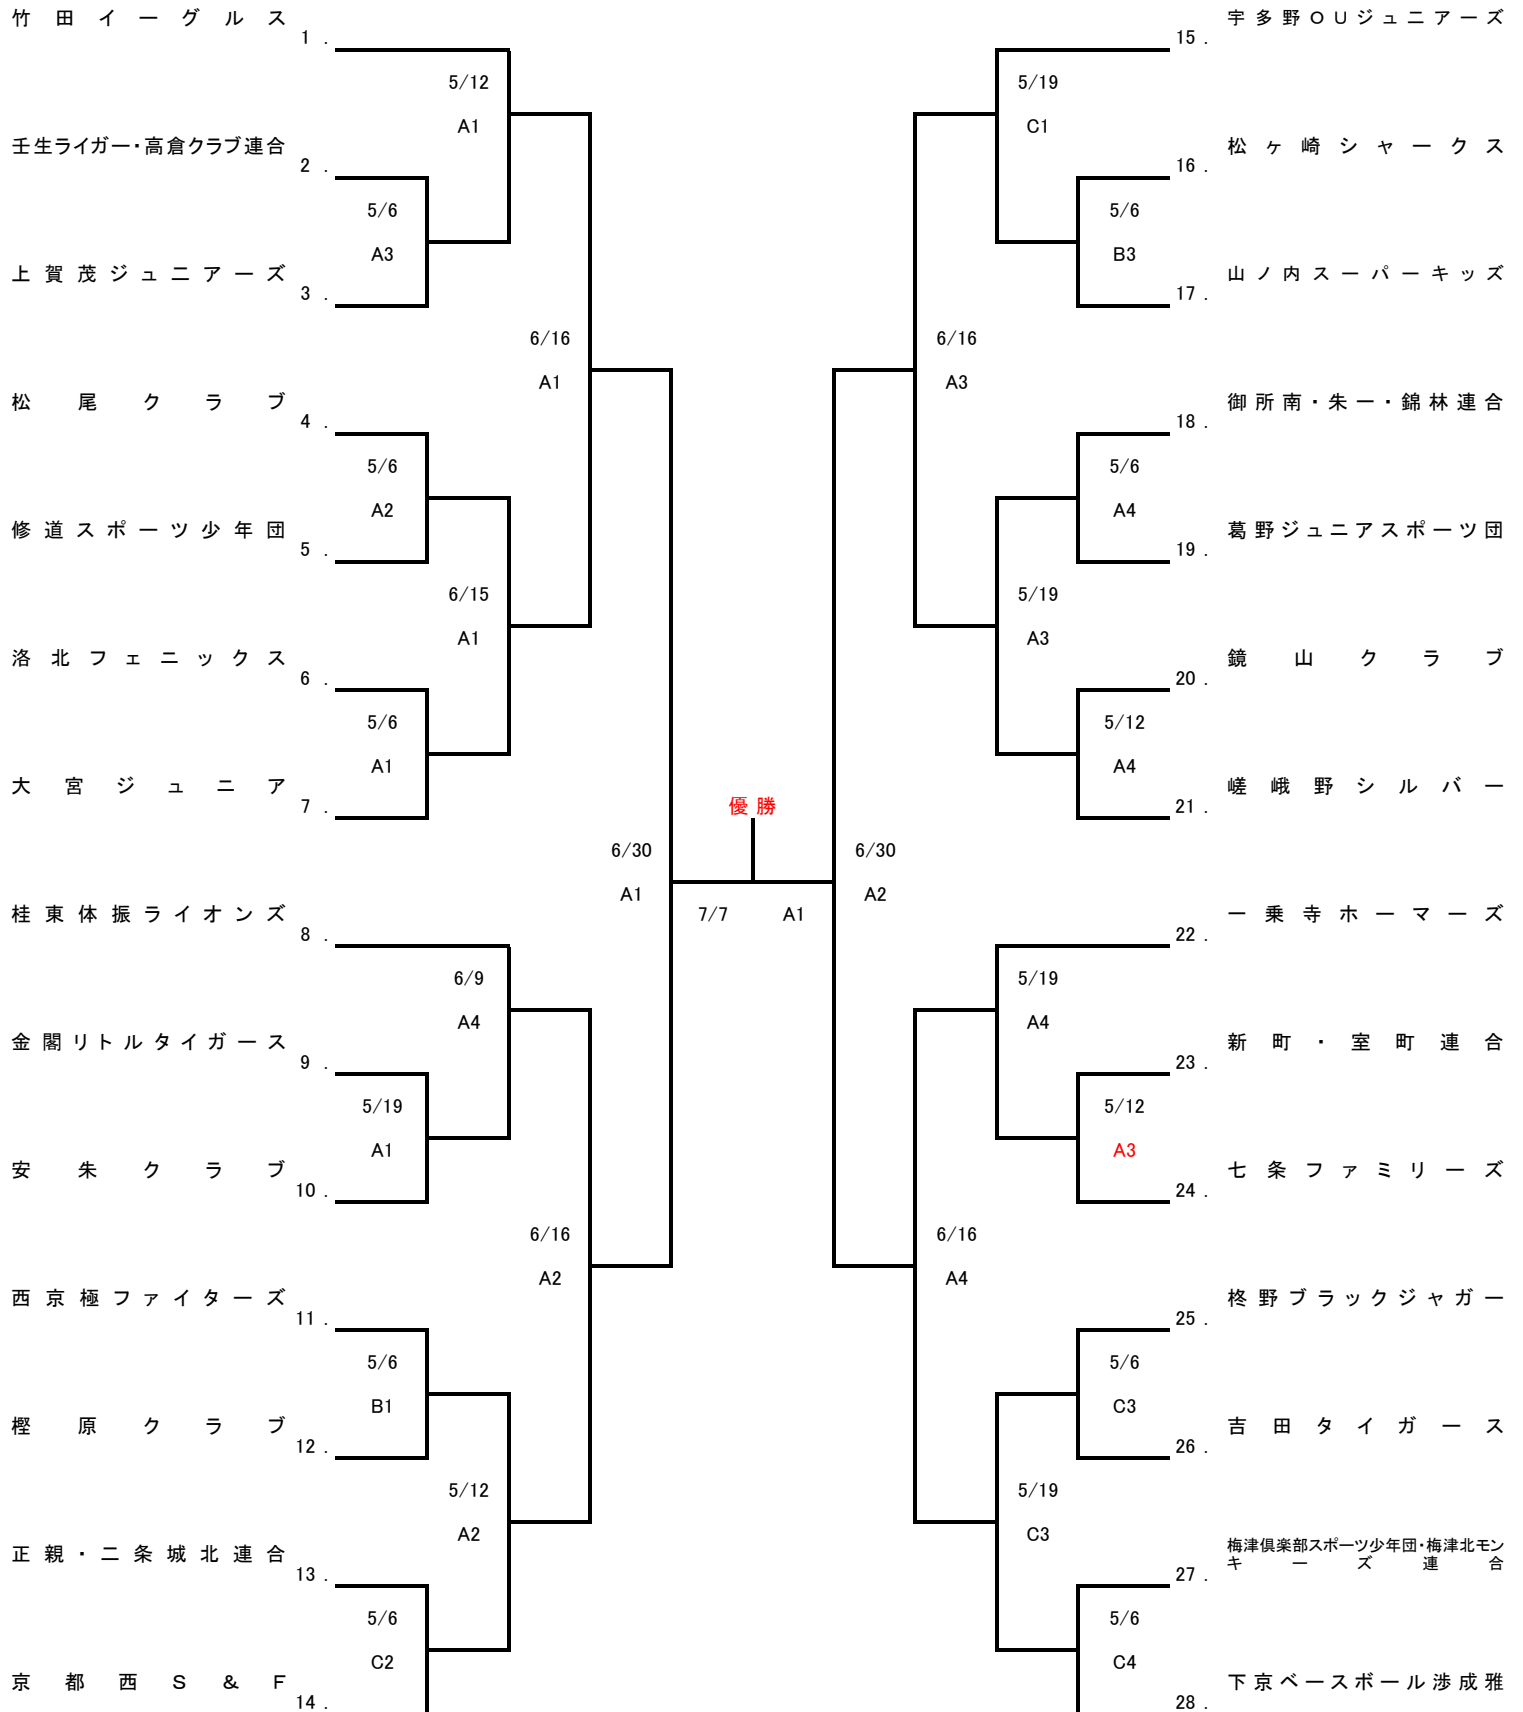 竹田イーグルス
1 .
5/12
A1
壬生ライガー・高倉クラブ連合
2 .
5/6
A3
上賀茂ジュニアーズ
3 .
6/16
A1
松尾クラブ
4 .
5/6
A2
修道スポーツ少年団
5 .
6/15
A1
洛北フェニックス
6 .
5/6
A1
大宮ジュニア
7 .
6/30
A1
桂東体振ライオンズ
8 .
6/9
A4
金閣リトルタイガース
9 .
5/19
A1
安朱クラブ
10 .
6/16
A2
西京極ファイターズ
11 .
5/6
B1
樫原クラブ
12 .
5/12
A2
正親・二条城北連合
13 .
5/6
C2
京都西S&F
14 .
優勝
7/7 A1
宇多野OUジュニアーズ
15 .
5/19
C1
松ヶ崎シャークス
16 .
5/6
B3
山ノ内スーパーキッズ
17 .
6/16
A3
御所南・朱一・錦林連合
18 .
5/6
A4
葛野ジュニアスポーツ団
19 .
5/19
A3
鏡山クラブ
20 .
5/12
A4
嵯峨野シルバー
21 .
6/30
A2
一乗寺ホーマーズ
22 .
5/19
A4
新町・室町連合
23 .
5/12
A3
七条ファミリーズ
24 .
6/16
A4
柊野ブラックジャガー
25 .
5/6
C3
吉田タイガース
26 .
5/19
C3
梅津倶楽部スポーツ少年団・梅津北モン
キーズ連合
27 .
5/6
C4
下京ベースボール渉成雅
28 .